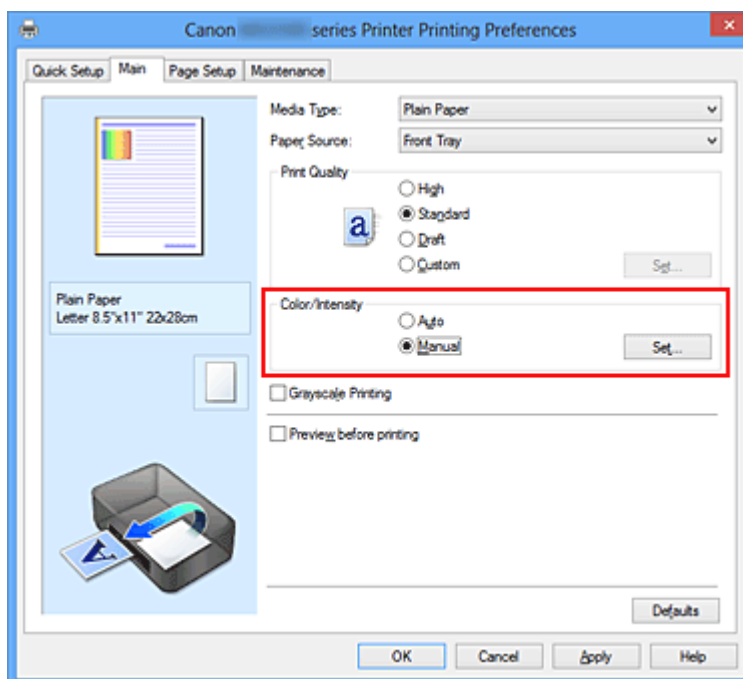 Canon series Printer Printing Preferences
Quick Setup Main Page Setup Maintenance
Media Type: Plain Paper
Paper Source: Front Tray
Print Quality
High
a
Standard
Draft
Custom Set...
Plain Paper
Letter 8.5"x11" 22x28cm
Color/Intensity
Auto
Manual Set...
Grayscale Printing
Preview before printing
A
Defaults
OK Cancel Apply Help